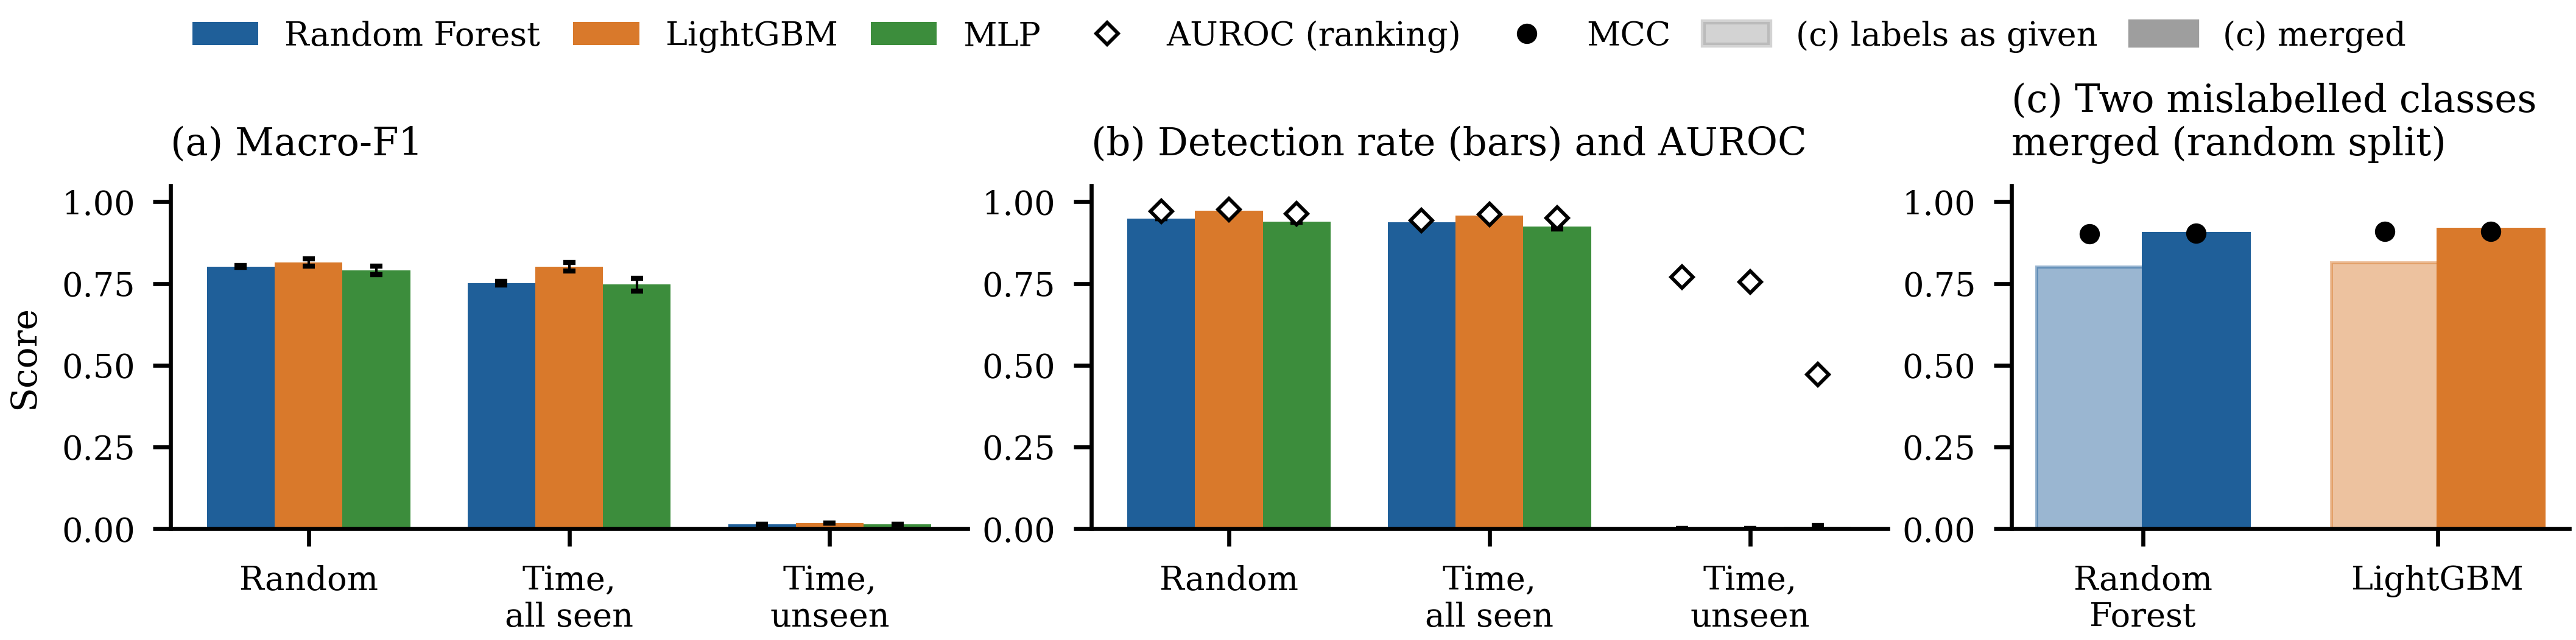 Random Forest LightGBM MLP AUROC (ranking) MCC (c) labels as given (c) merged
(a) Macro-F1
Score
1.00
0.75
0.50
0.25
0.00
Random
Time,
all seen
Time,
unseen
(b) Detection rate (bars) and AUROC
1.00
0.75
0.50
0.25
0.00
Random
Time,
all seen
Time,
unseen
(c) Two mislabelled classes
merged (random split)
1.00
0.75
0.50
0.25
0.00
Random
Forest
LightGBM